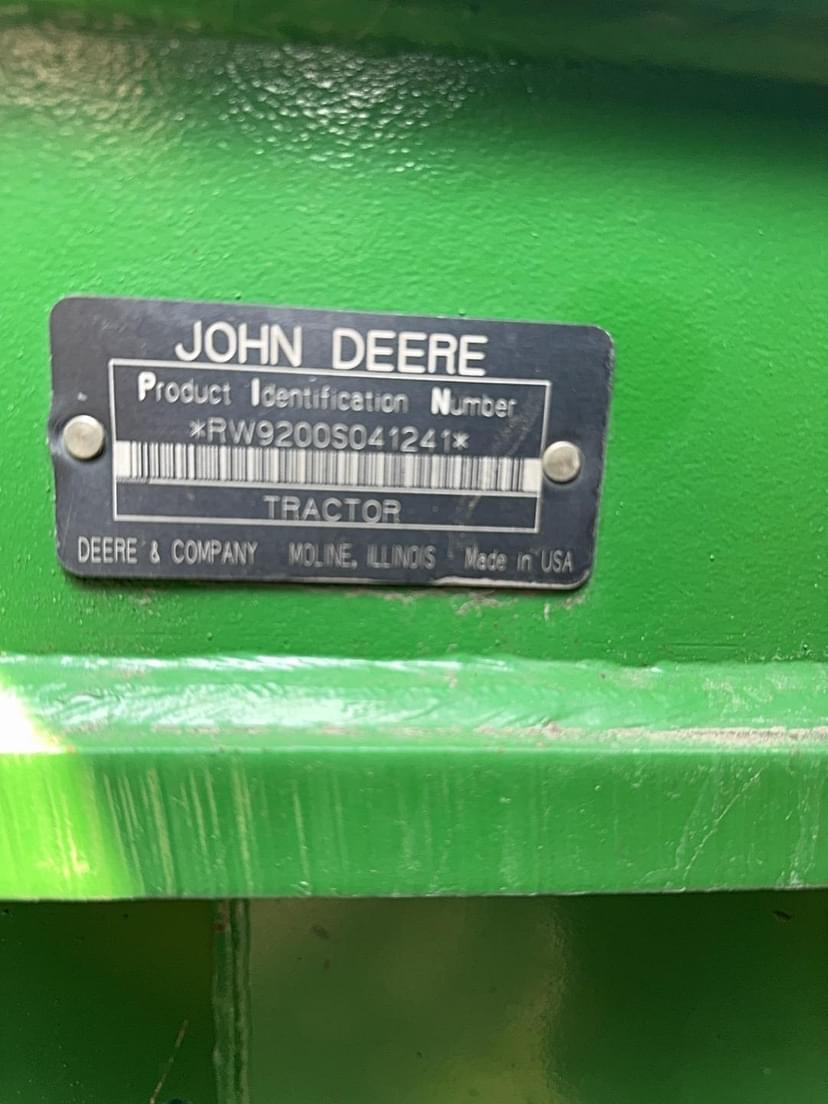 JOHN DEERE
Product Identification Number
*RW9200S041241*
TRACTOR
DEERE & COMPANY MOLINE, ILLINOIS Made in USA